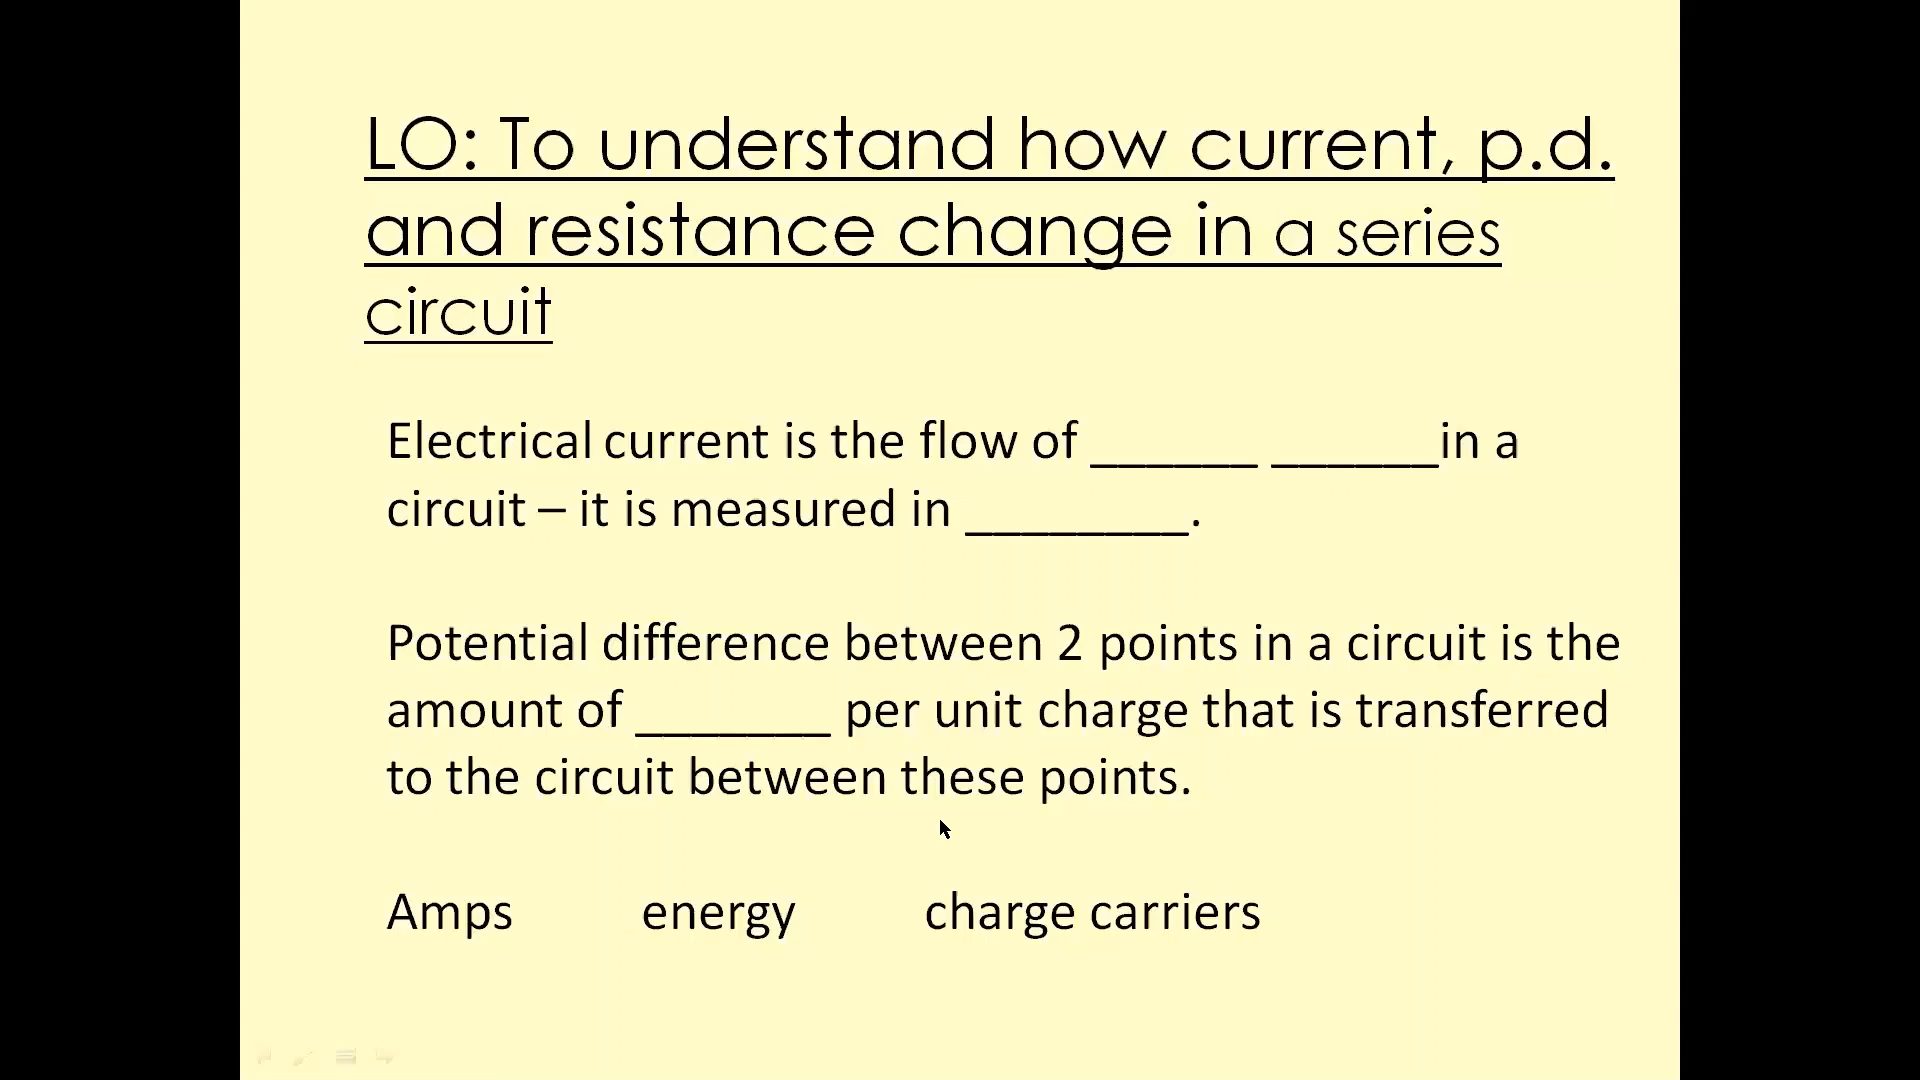 LO: To understand how current, p.d.
and resistance change in a series
circuit
Electrical current is the flow of ______ ______in a
circuit – it is measured in ________.
Potential difference between 2 points in a circuit is the
amount of _______ per unit charge that is transferred
to the circuit between these points.
Amps energy charge carriers